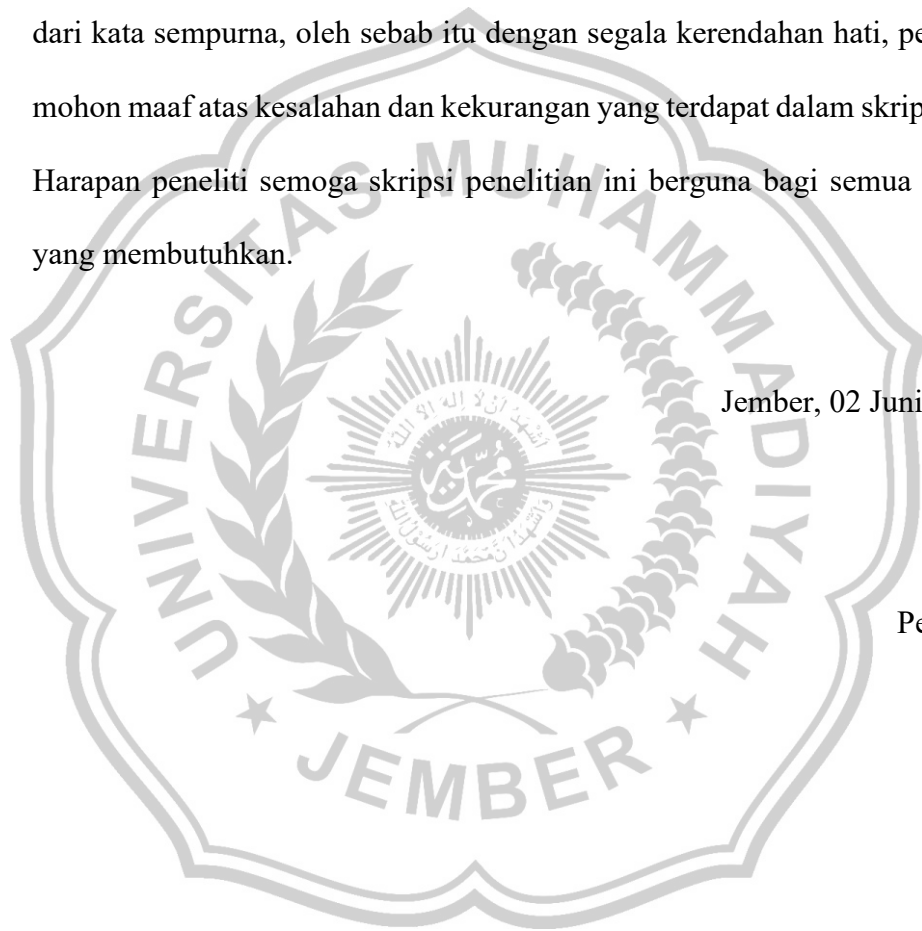 dari kata sempurna, oleh sebab itu dengan segala kerendahan hati, pe
mohon maaf atas kesalahan dan kekurangan yang terdapat dalam skrip
Harapan peneliti semoga skripsi penelitian ini berguna bagi semua
yang membutuhkan.
Jember, 02 Juni
Pe
UNIVERSITAS MUHAMMADIYAH
JEMBER